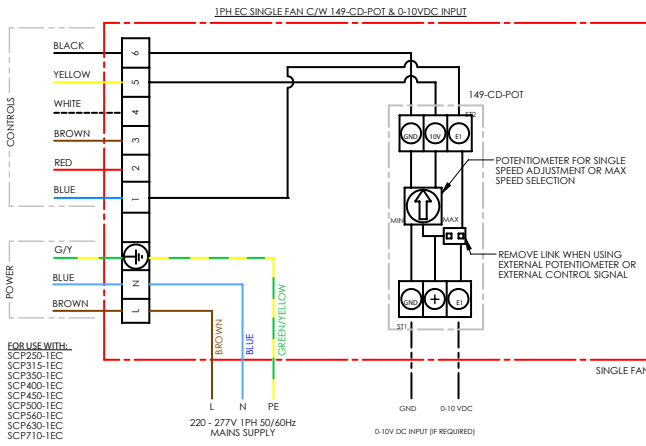 1PH EC SINGLE FAN C/W 149-CD-POT & 0-10VDC INPUT
CONTROLS
BLACK
6
YELLOW
5
WHITE
4
BROWN
3
RED
2
BLUE
1
POWER
G/Y
BLUE
N
BROWN
L
149-CD-POT
ST2
GND
10V
E1
POTENTIOMETER FOR SINGLE
SPEED ADJUSTMENT OR MAX
SPEED SELECTION
MIN
MAX
REMOVE LINK WHEN USING
EXTERNAL POTENTIOMETER OR
EXTERNAL CONTROL SIGNAL
GND
+
E1
ST1
BROWN
BLUE
GREEN/YELLOW
FOR USE WITH:
SCP250-1EC
SCP315-1EC
SCP350-1EC
SCP400-1EC
SCP450-1EC
SCP500-1EC
SCP560-1EC
SCP630-1EC
SCP710-1EC
L
N
PE
220 - 277V 1PH 50/60Hz
MAINS SUPPLY
GND
0-10 VDC
0-10V DC INPUT (IF REQUIRED)
SINGLE FAN